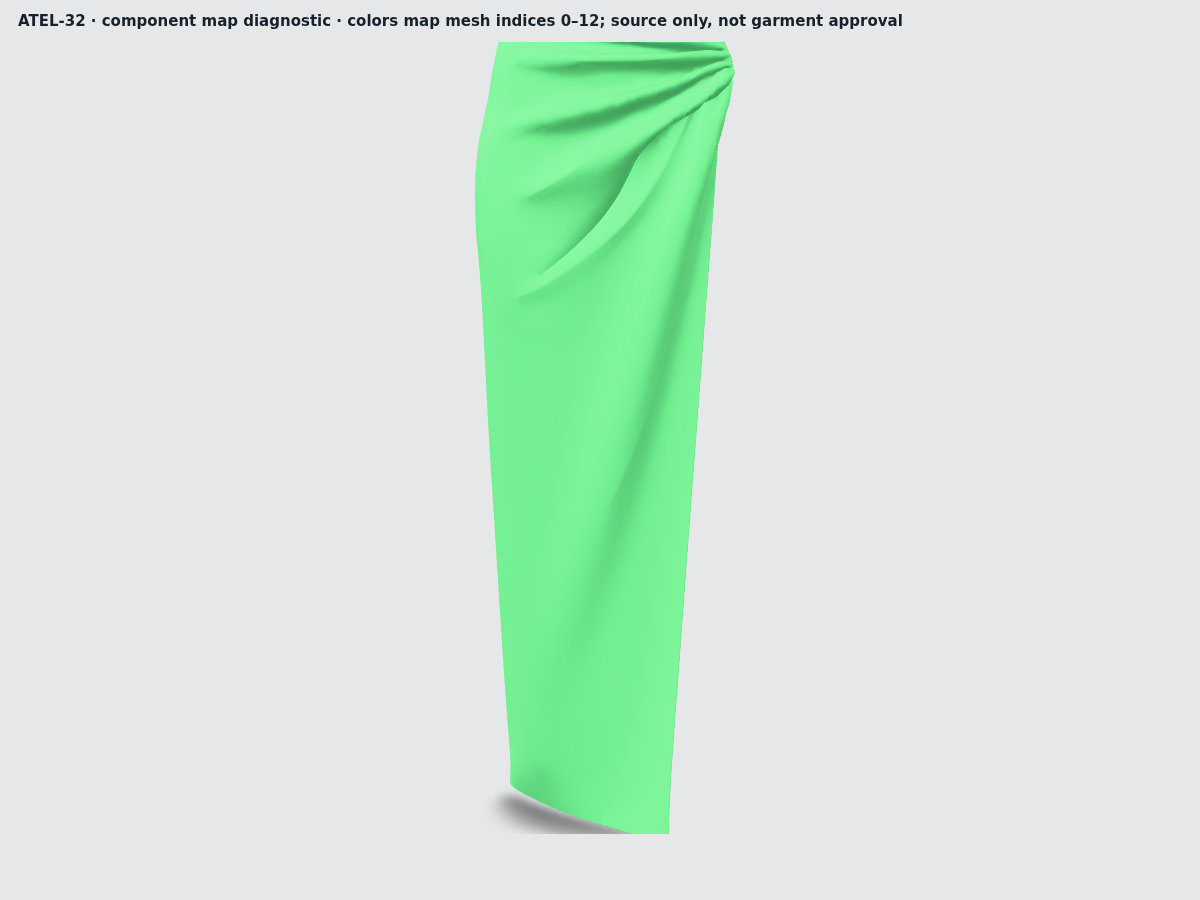 ATEL-32 · component map diagnostic · colors map mesh indices 0–12; source only, not garment approval